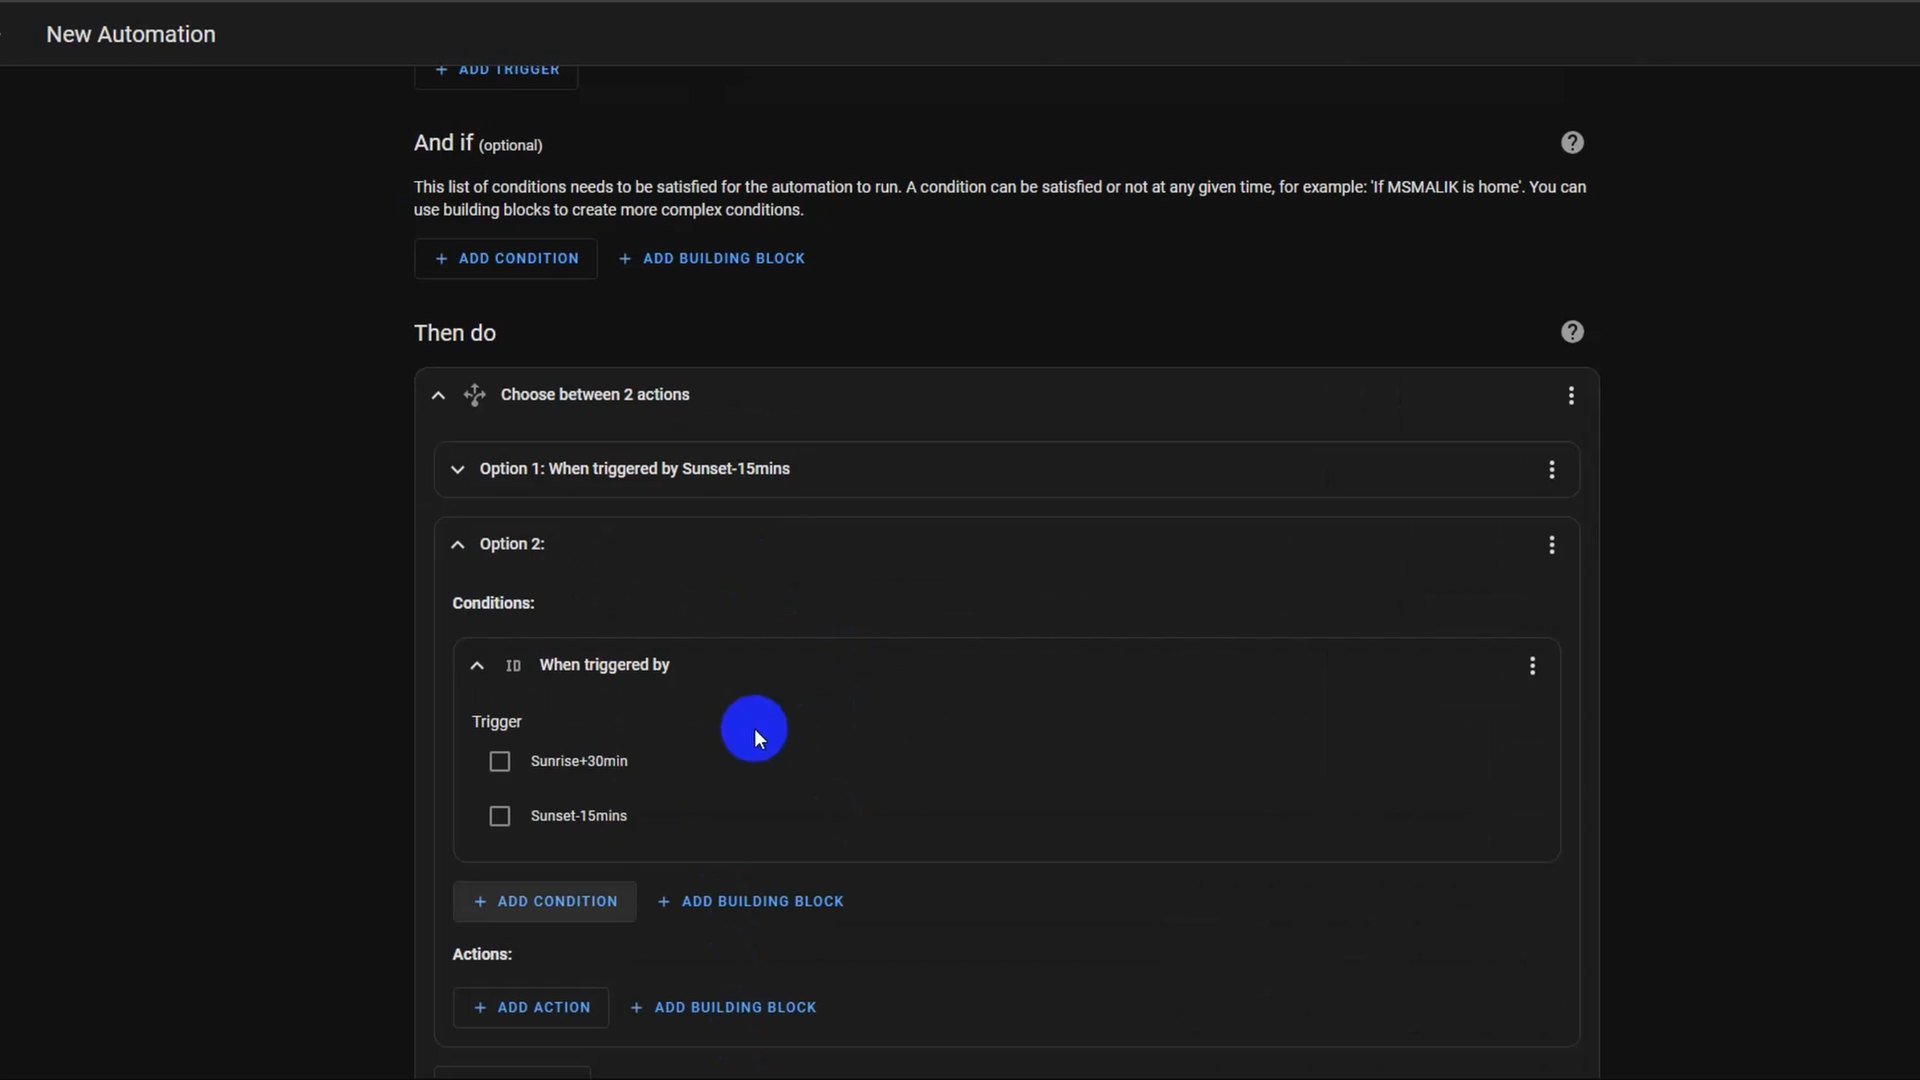 New Automation
+ ADD TRIGGER
And if (optional)
This list of conditions needs to be satisfied for the automation to run. A condition can be satisfied or not at any given time, for example: 'If MSMALIK is home'. You can
use building blocks to create more complex conditions.
+ ADD CONDITION + ADD BUILDING BLOCK
Then do
Choose between 2 actions
Option 1: When triggered by Sunset-15mins
Option 2:
Conditions:
ID When triggered by
Trigger
Sunrise+30min
Sunset-15mins
+ ADD CONDITION + ADD BUILDING BLOCK
Actions:
+ ADD ACTION + ADD BUILDING BLOCK